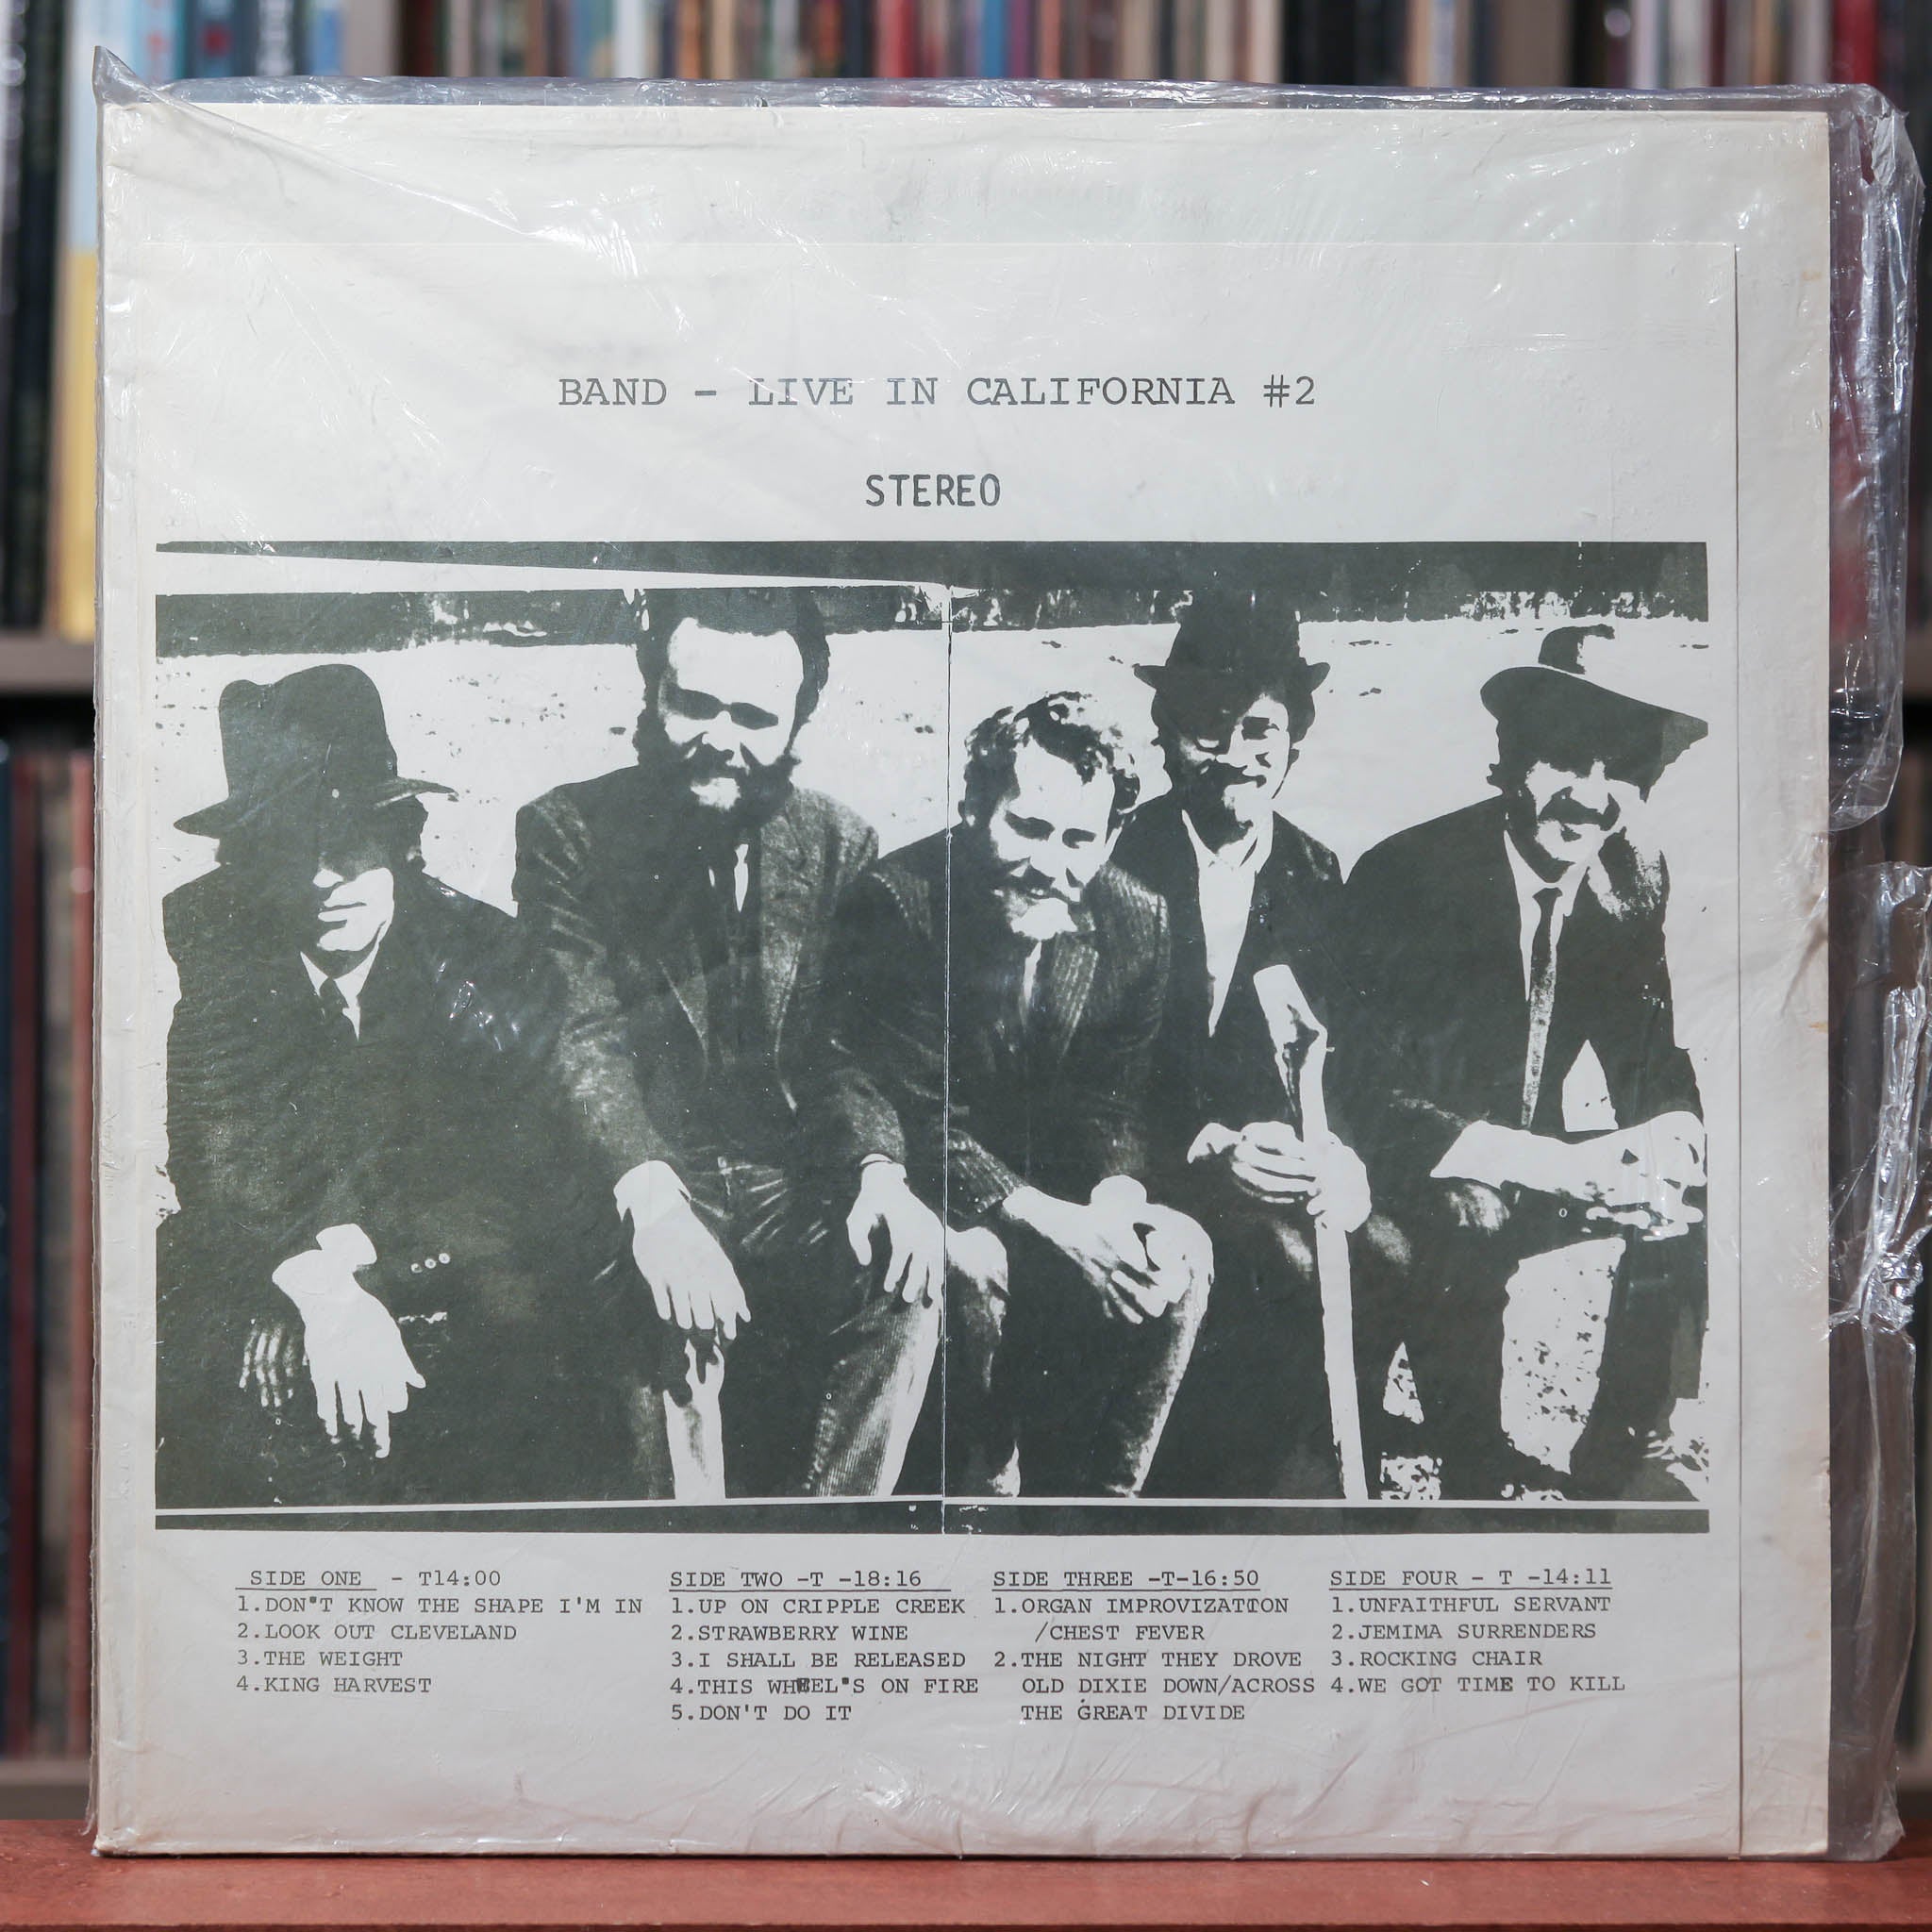 BAND - LIVE IN CALIFORNIA #2
STEREO
SIDE ONE - T14:00
1.DON"T KNOW THE SHAPE I'M IN
2.LOOK OUT CLEVELAND
3.THE WEIGHT
4.KING HARVEST
SIDE TWO -T -18:16
1.UP ON CRIPPLE CREEK
2.STRAWBERRY WINE
3.I SHALL BE RELEASED
4.THIS WHEEL"S ON FIRE
5.DON'T DO IT
SIDE THREE -T-16:50
1.ORGAN IMPROVIZATION
/CHEST FEVER
2.THE NIGHT THEY DROVE
OLD DIXIE DOWN/ACROSS
THE GREAT DIVIDE
SIDE FOUR - T -14:11
1.UNFAITHFUL SERVANT
2.JEMIMA SURRENDERS
3.ROCKING CHAIR
4.WE GOT TIME TO KILL